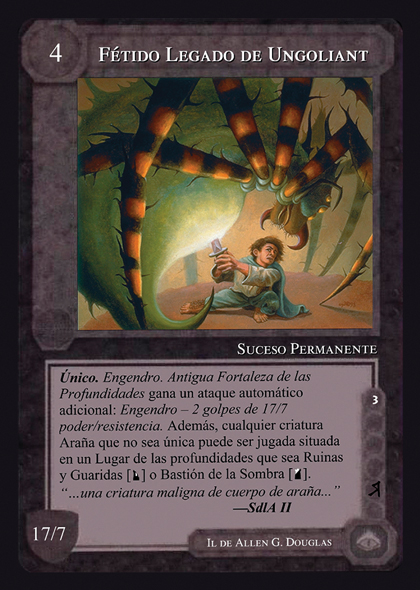 4
FÉTIDO LEGADO DE UNGOLIANT
SUCESO PERMANENTE
Único. Engendro. Antigua Fortaleza de las
Profundidades gana un ataque automático
adicional: Engendro – 2 golpes de 17/7
poder/resistencia. Además, cualquier criatura
Araña que no sea única puede ser jugada situada
en un Lugar de las profundidades que sea Ruinas
y Guaridas [ ] o Bastión de la Sombra [ ].
“...una criatura maligna de cuerpo de araña...”
—SdlA II
3
17/7
IL DE ALLEN G. DOUGLAS